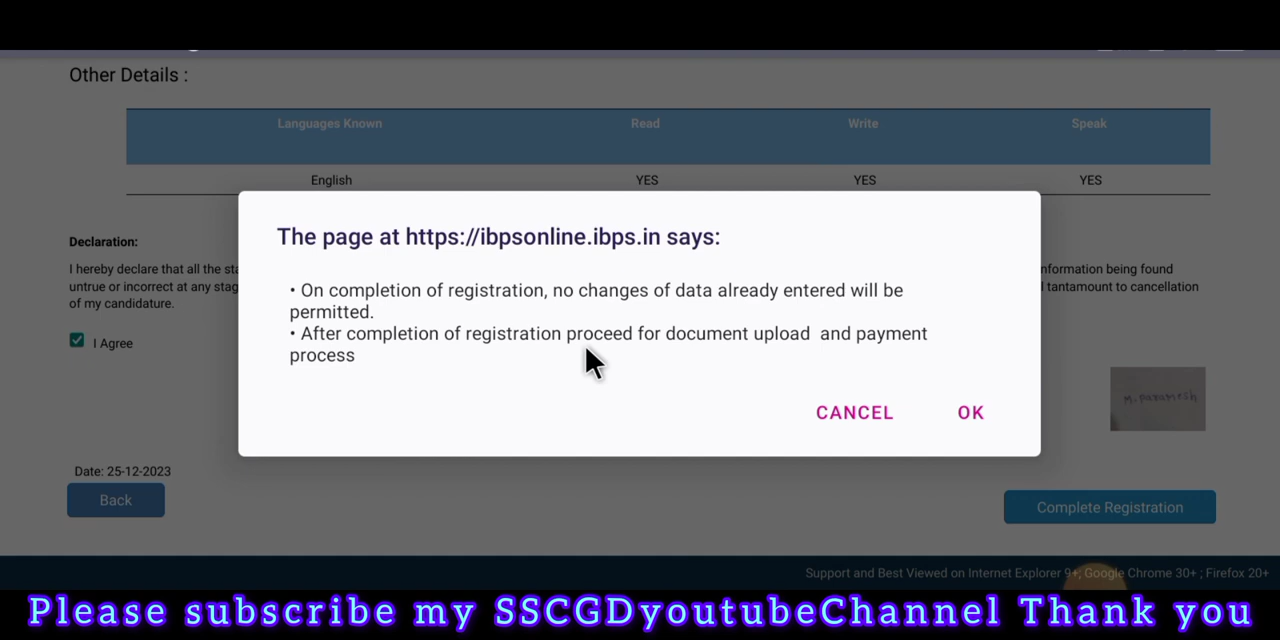 Other Details :
Languages Known Read Write Speak
English YES YES YES
The page at https://ibpsonline.ibps.in says:
Declaration:
I hereby declare that all the sta nformation being found
• On completion of registration, no changes of data already entered will be
untrue or incorrect at any stag l tantamount to cancellation
permitted.
of my candidature.
• After completion of registration proceed for document upload and payment
I Agree
process
M. Paramesh
CANCEL OK
Date: 25-12-2023
Back
Complete Registration
Support and Best Viewed on Internet Explorer 9+, Google Chrome 30+ ; Firefox 20+
Please subscribe my SSCGDyoutubeChannel Thank you